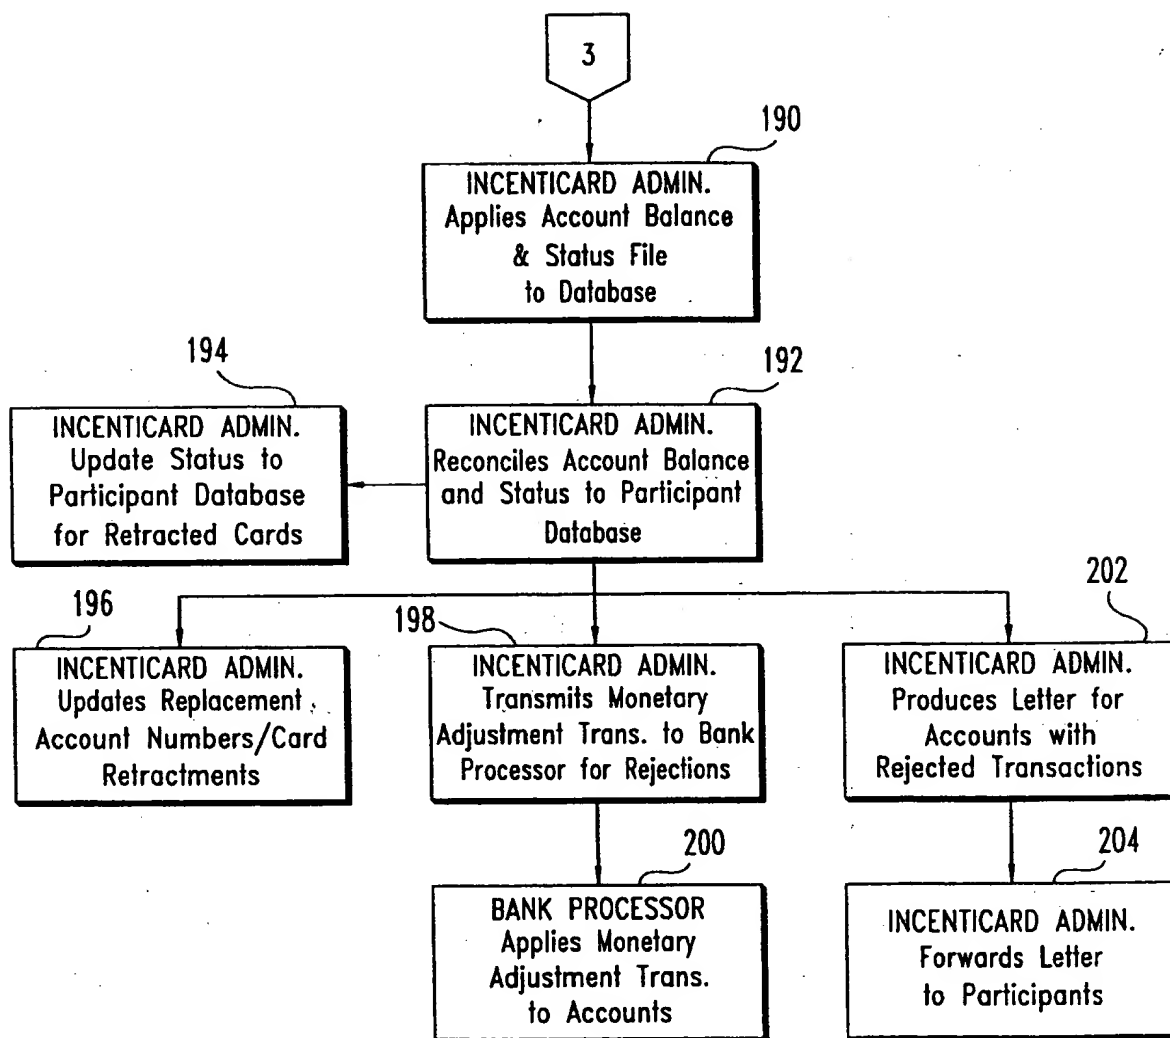 3
190
INCENTICARD ADMIN.
Applies Account Balance
& Status File
to Database
194
INCENTICARD ADMIN.
Update Status to
Participant Database
for Retracted Cards
192
INCENTICARD ADMIN.
Reconciles Account Balance
and Status to Participant
Database
196
INCENTICARD ADMIN.
Updates Replacement
Account Numbers/Card
Retractments
198
INCENTICARD ADMIN.
Transmits Monetary
Adjustment Trans. to Bank
Processor for Rejections
202
INCENTICARD ADMIN.
Produces Letter for
Accounts with
Rejected Transactions
200
BANK PROCESSOR
Applies Monetary
Adjustment Trans.
to Accounts
204
INCENTICARD ADMIN.
Forwards Letter
to Participants